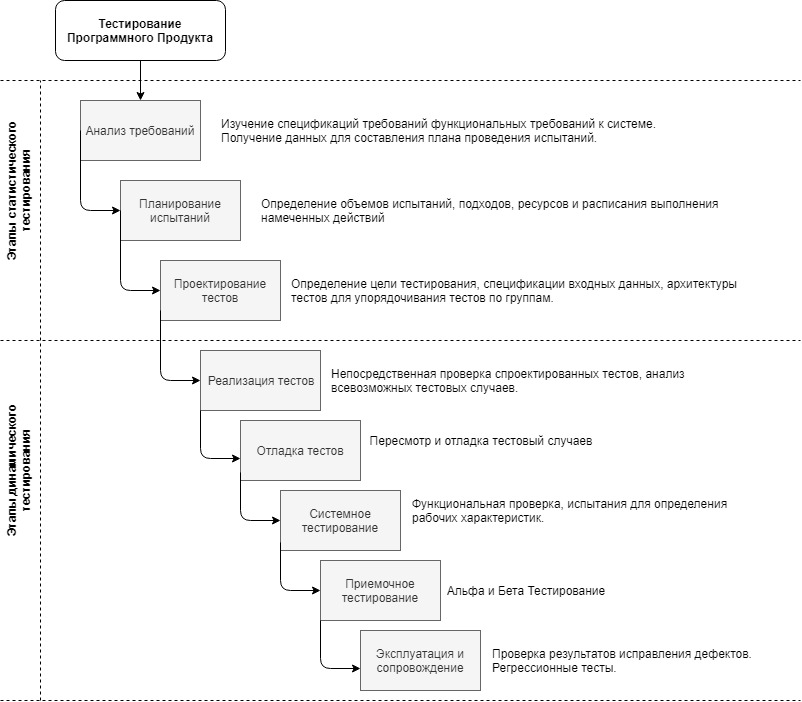 Тестирование
Программного Продукта
Этапы статистического
тестирования
Анализ требований
Изучение спецификаций требований функциональных требований к системе.
Получение данных для составления плана проведения испытаний.
Планирование
испытаний
Определение объемов испытаний, подходов, ресурсов и расписания выполнения
намеченных действий
Проектирование
тестов
Определение цели тестирования, спецификации входных данных, архитектуры
тестов для упорядочивания тестов по группам.
Этапы динамического
тестирования
Реализация тестов
Непосредственная проверка спроектированных тестов, анализ
всевозможных тестовых случаев.
Отладка тестов
Пересмотр и отладка тестовый случаев
Системное
тестирование
Функциональная проверка, испытания для определения
рабочих характеристик.
Приемочное
тестирование
Альфа и Бета Тестирование
Эксплуатация и
сопровождение
Проверка результатов исправления дефектов.
Регрессионные тесты.